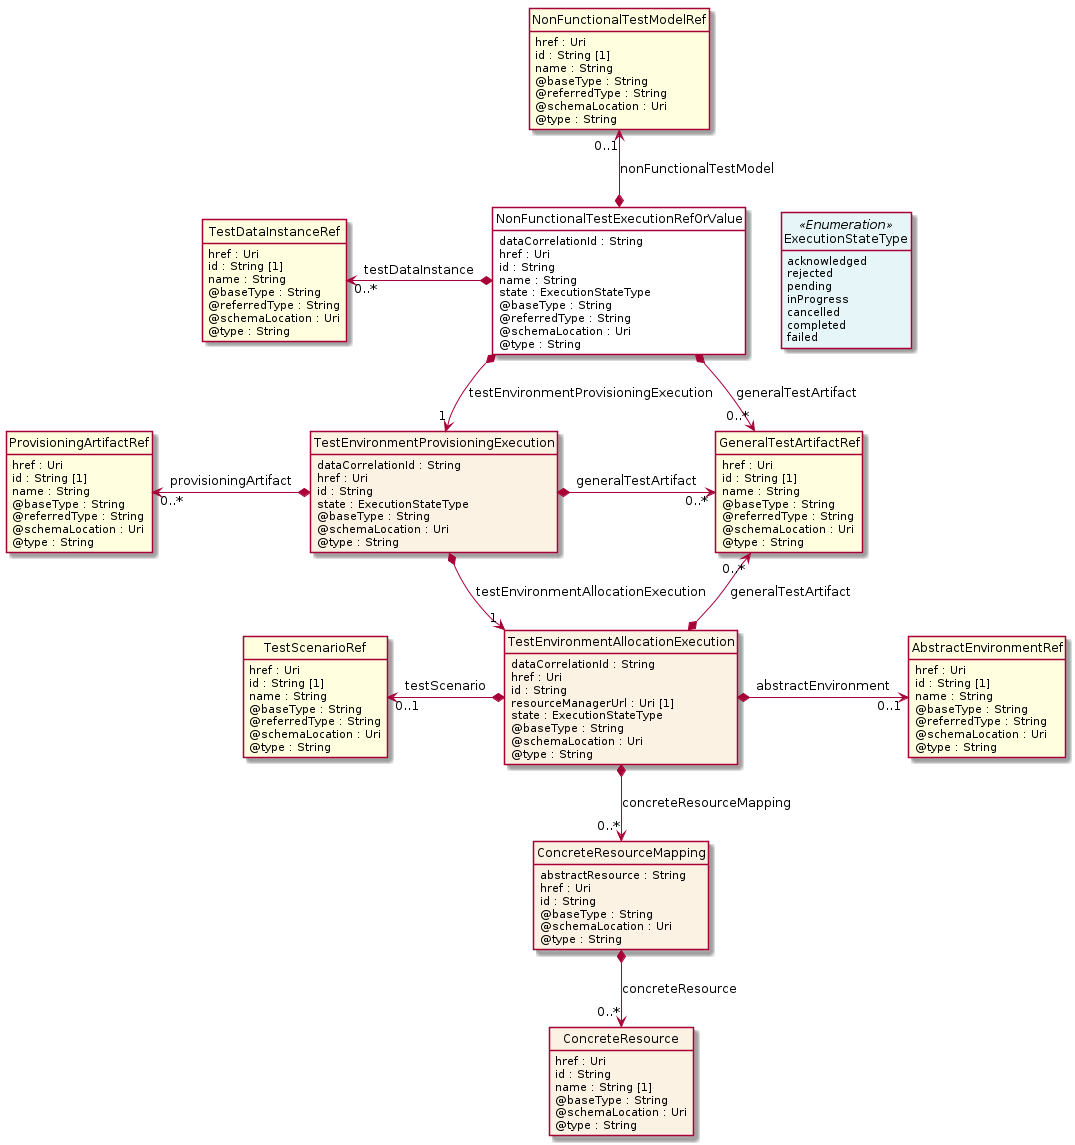 NonFunctionalTestModelRef
href : Uri
id : String [1]
name : String
@baseType : String
@referredType : String
@schemaLocation : Uri
@type : String
0..1
nonFunctionalTestModel
NonFunctionalTestExecutionRefOrValue
dataCorrelationId : String
href : Uri
id : String
name : String
state : ExecutionStateType
@baseType : String
@referredType : String
@schemaLocation : Uri
@type : String
«Enumeration»
ExecutionStateType
acknowledged
rejected
pending
inProgress
cancelled
completed
failed
TestDataInstanceRef
href : Uri
id : String [1]
name : String
@baseType : String
@referredType : String
@schemaLocation : Uri
@type : String
testDataInstance
0..*
testEnvironmentProvisioningExecution
1
generalTestArtifact
0..*
ProvisioningArtifactRef
href : Uri
id : String [1]
name : String
@baseType : String
@referredType : String
@schemaLocation : Uri
@type : String
provisioningArtifact
0..*
TestEnvironmentProvisioningExecution
dataCorrelationId : String
href : Uri
id : String
state : ExecutionStateType
@baseType : String
@schemaLocation : Uri
@type : String
generalTestArtifact
0..*
GeneralTestArtifactRef
href : Uri
id : String [1]
name : String
@baseType : String
@referredType : String
@schemaLocation : Uri
@type : String
testEnvironmentAllocationExecution
1
0..*
generalTestArtifact
TestScenarioRef
href : Uri
id : String [1]
name : String
@baseType : String
@referredType : String
@schemaLocation : Uri
@type : String
testScenario
0..1
TestEnvironmentAllocationExecution
dataCorrelationId : String
href : Uri
id : String
resourceManagerUrl : Uri [1]
state : ExecutionStateType
@baseType : String
@schemaLocation : Uri
@type : String
abstractEnvironment
0..1
AbstractEnvironmentRef
href : Uri
id : String [1]
name : String
@baseType : String
@referredType : String
@schemaLocation : Uri
@type : String
concreteResourceMapping
0..*
ConcreteResourceMapping
abstractResource : String
href : Uri
id : String
@baseType : String
@schemaLocation : Uri
@type : String
concreteResource
0..*
ConcreteResource
href : Uri
id : String
name : String [1]
@baseType : String
@schemaLocation : Uri
@type : String